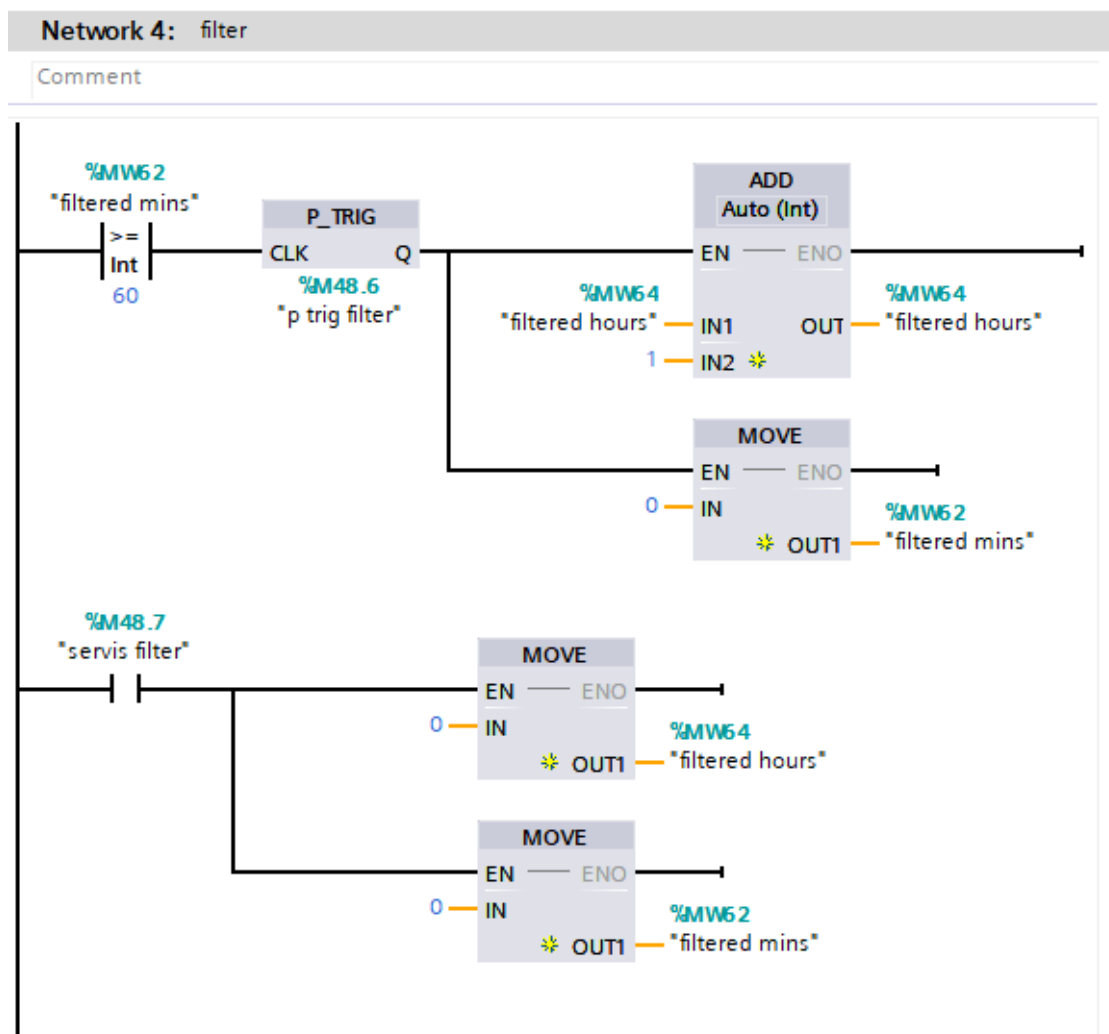 Network 4: filter
Comment
%MW62
"filtered mins"
>=
Int
60
P_TRIG
CLK Q
%M48.6
"p trig filter"
ADD
Auto (Int)
EN ENO
%MW64
"filtered hours" IN1
1 IN2
OUT
%MW64
"filtered hours"
MOVE
EN ENO
0 IN
OUT1
%MW62
"filtered mins"
%M48.7
"servis filter"
MOVE
EN ENO
0 IN
OUT1
%MW64
"filtered hours"
MOVE
EN ENO
0 IN
OUT1
%MW62
"filtered mins"